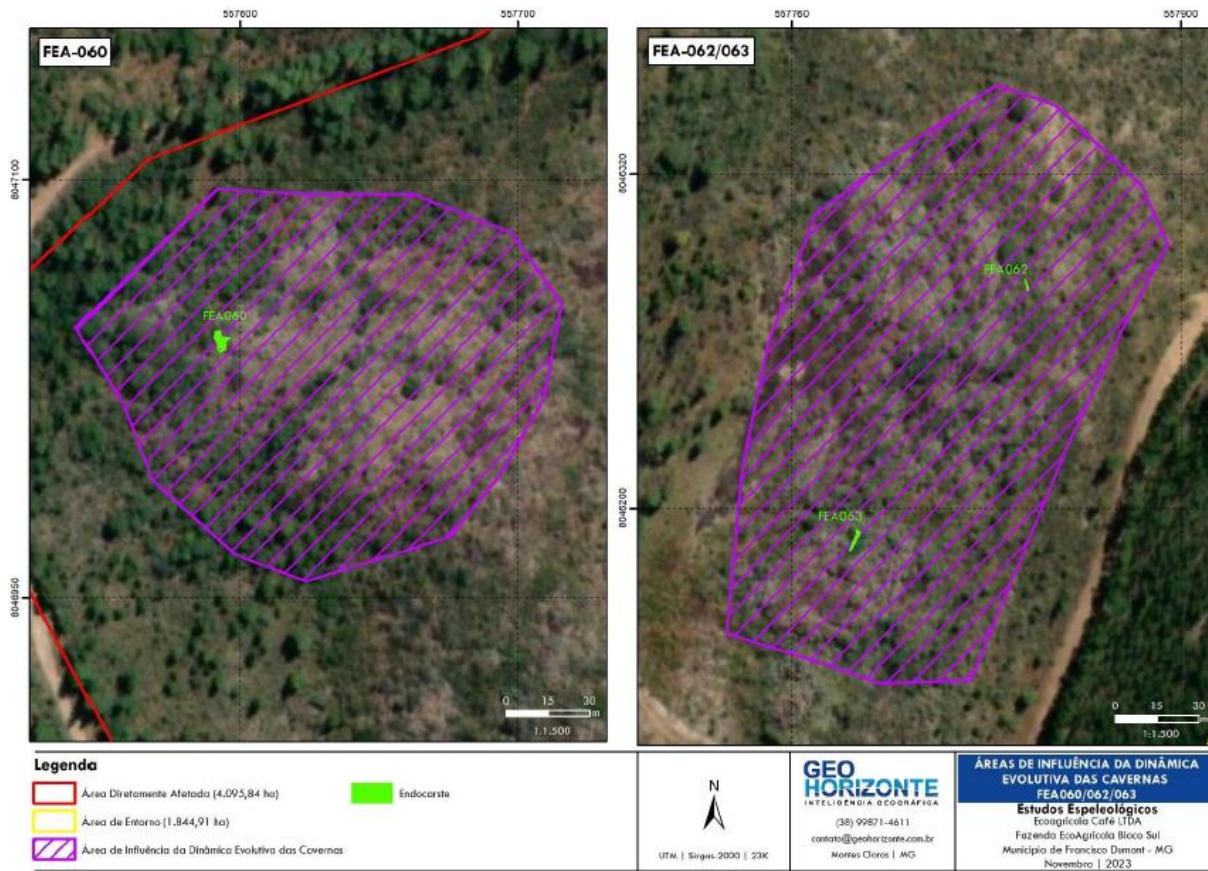 557600
557700
557760
557900
FEA-060
FEA-062/063
8047100
8046320
FEA060
FEA062
FEA063
8046200
8046950
0 15 30
m
1:1.500
0 15 30
m
1:1.500
Legenda
Área Diretamente Afetada (4.095,84 ha)
Endocarste
Área de Entorno (1.844,91 ha)
Área de Influência da Dinâmica Evolutiva das Cavernas
N
UTM | Sirgas 2000 | 23K
GEO
HORIZONTE
INTELIGÊNCIA GEOGRÁFICA
(38) 99871-4611
contato@geohorizonte.com.br
Montes Claros | MG
ÁREAS DE INFLUÊNCIA DA DINÂMICA
EVOLUTIVA DAS CAVERNAS
FEA060/062/063
Estudos Espeleológicos
Ecoagrícola Café LTDA
Fazenda EcoAgrícola Bloco Sul
Município de Francisco Dumont - MG
Novembro | 2023